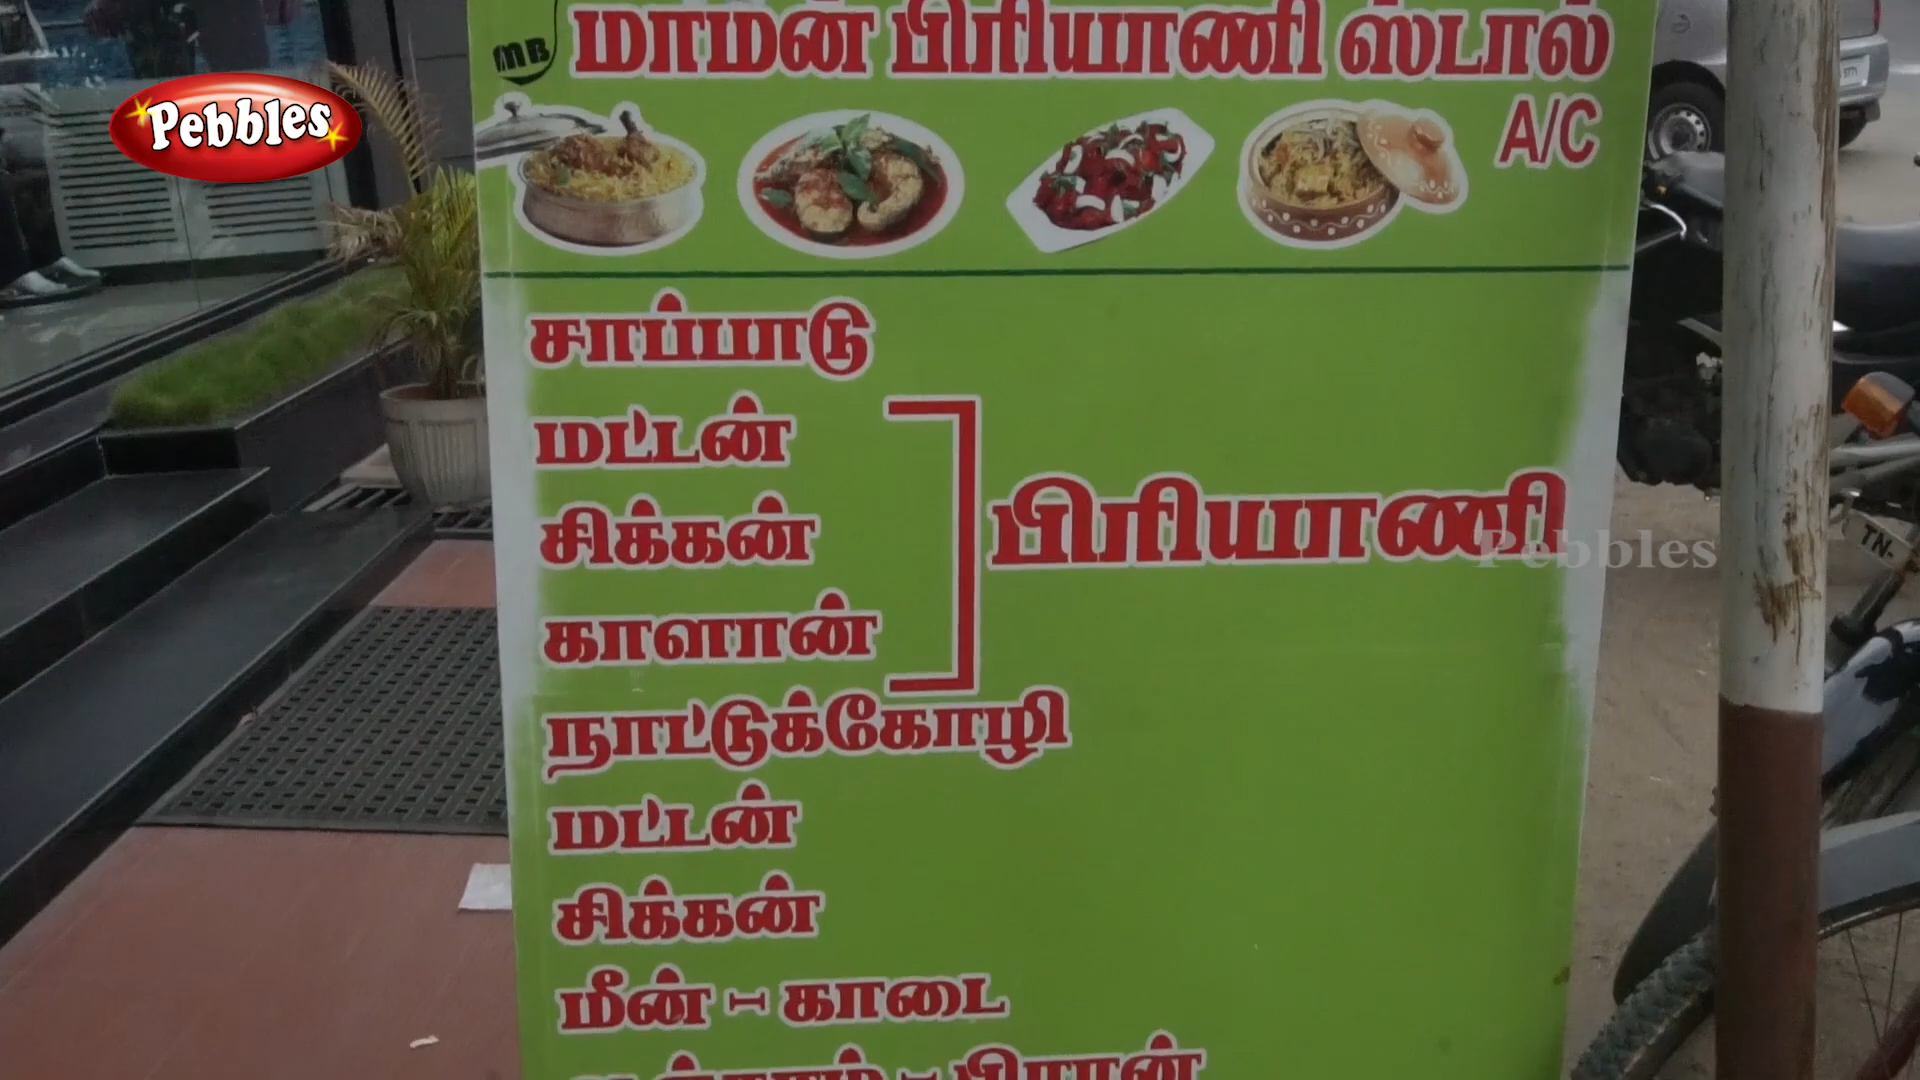 MB மாமன் பிரியாணி ஸ்டால்
A/C
Pebbles
சாப்பாடு
மட்டன்
சிக்கன்
காளான்
பிரியாணி
Pebbles
நாட்டுக்கோழி
மட்டன்
சிக்கன்
மீன் - காடை
TN-